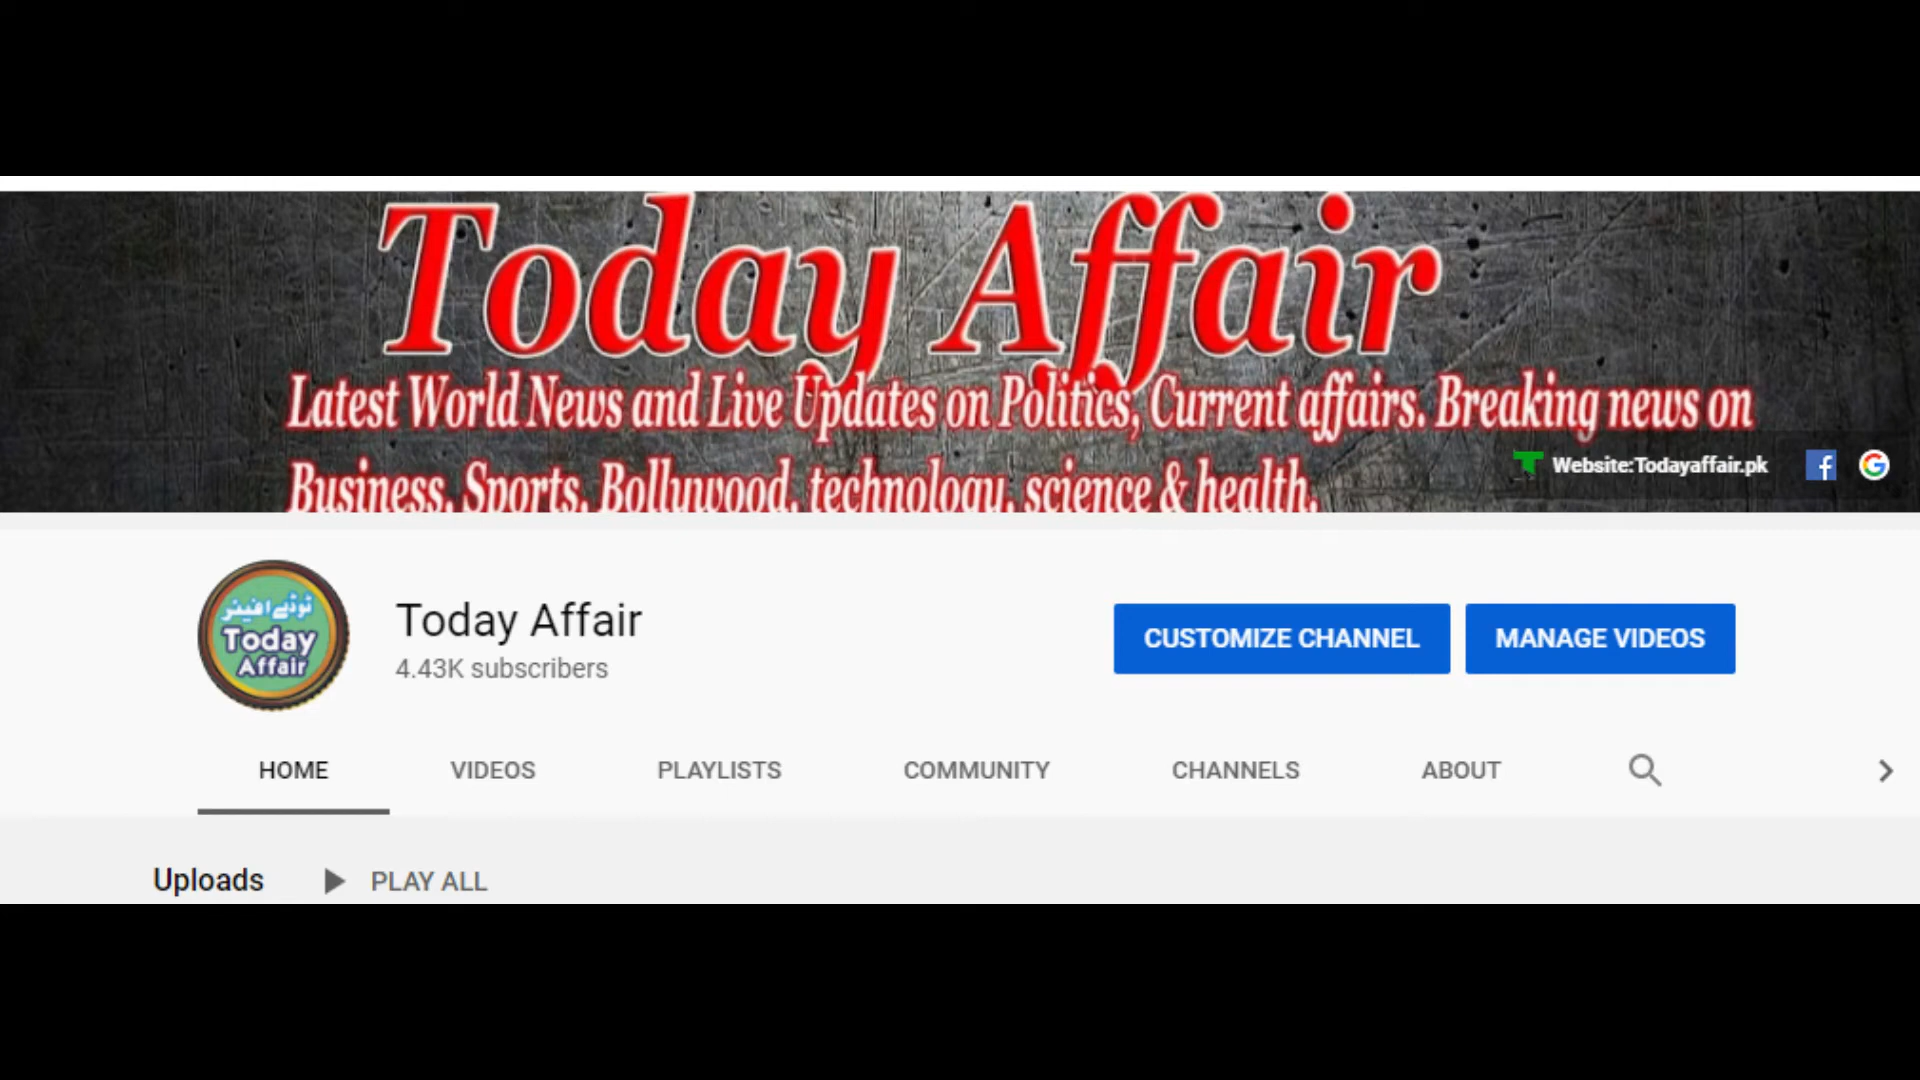 Today Affair
Latest World News and Live Updates on Politics, Current affairs. Breaking news on
Business, Sports, Bollywood, technology, science & health.
Website:Todayaffair.pk
ٹوڈے افیئر
Today
Affair
Today Affair
4.43K subscribers
CUSTOMIZE CHANNEL
MANAGE VIDEOS
HOME
VIDEOS
PLAYLISTS
COMMUNITY
CHANNELS
ABOUT
Uploads
PLAY ALL